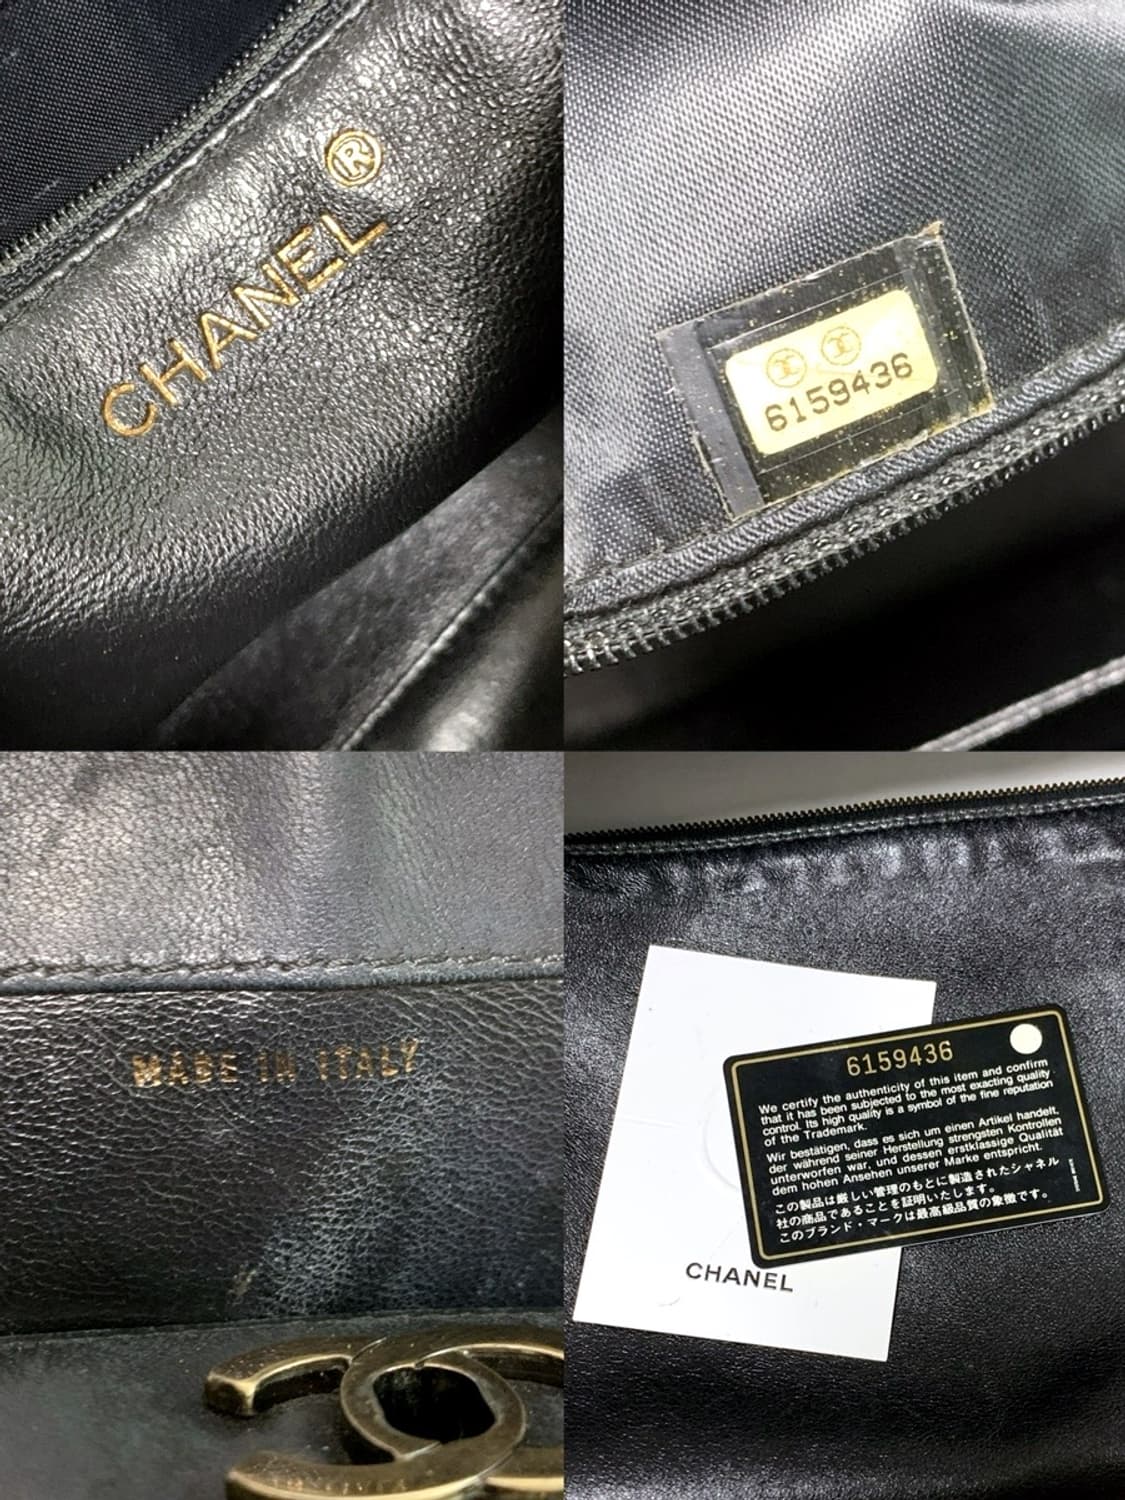 CHANEL®
6159436
MADE IN ITALY
6159436
We certify the authenticity of this item and confirm
that it has been subjected to the most exacting quality
control. Its high quality is a symbol of the fine reputation
of the Trademark.
Wir bestätigen, dass es sich um einen Artikel handelt,
der während seiner Herstellung strengsten Kontrollen
unterworfen war, und dessen erstklassige Qualität
dem hohen Ansehen unserer Marke entspricht.
この製品は厳しい管理のもとに製造されたシャネル
社の商品であることを証明いたします。
このブランド・マークは最高級品質の象徴です。
CHANEL